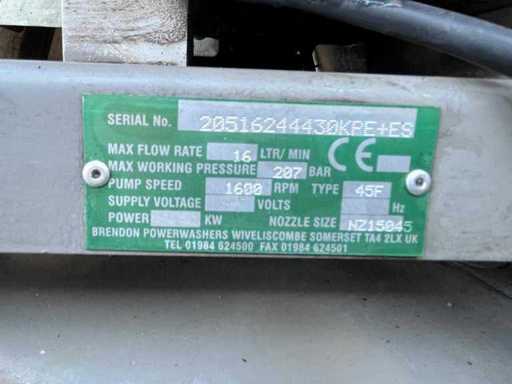 SERIAL No. 20516244430KPE+ES
MAX FLOW RATE 16 LTR/ MIN CE
MAX WORKING PRESSURE 207 BAR
PUMP SPEED 1600 RPM TYPE 45F
SUPPLY VOLTAGE VOLTS Hz
POWER KW NOZZLE SIZE NZ15045
BRENDON POWERWASHERS WIVELISCOMBE SOMERSET TA4 2LX UK
TEL 01984 624500 FAX 01984 624501